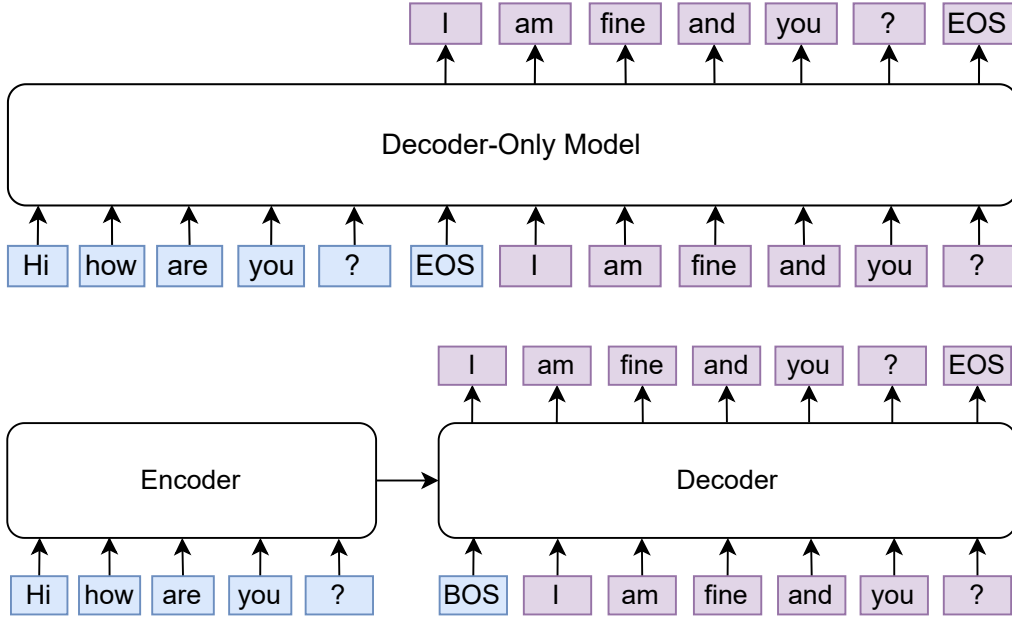 I am fine and you ? EOS
Decoder-Only Model
Hi how are you ? EOS I am fine and you ?
I am fine and you ? EOS
Encoder Decoder
Hi how are you ? BOS I am fine and you ?